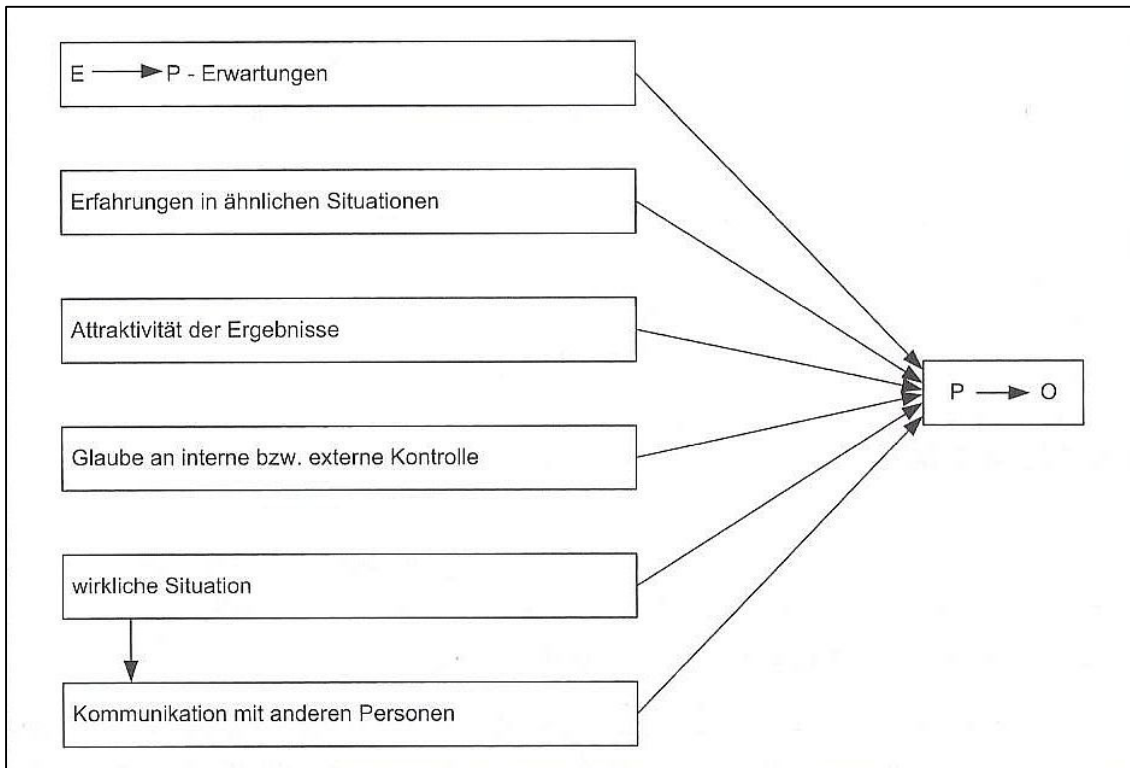 E → P - Erwartungen
Erfahrungen in ähnlichen Situationen
Attraktivität der Ergebnisse
Glaube an interne bzw. externe Kontrolle
wirkliche Situation
Kommunikation mit anderen Personen
P → O